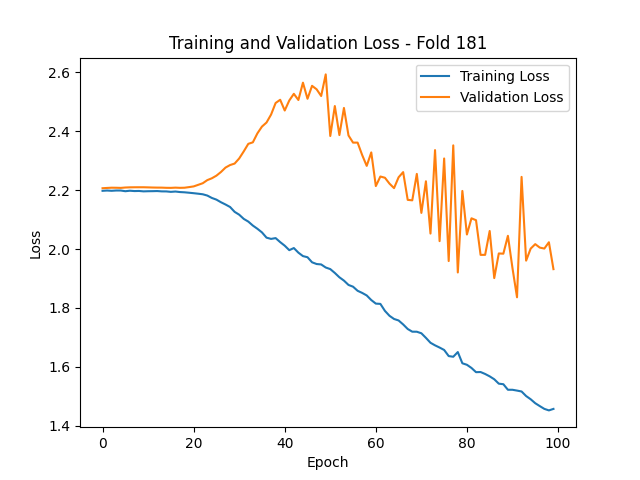 Training and Validation Loss - Fold 181
Training Loss
Validation Loss
2.6
2.4
2.2
2.0
1.8
1.6
1.4
Loss
0 20 40 60 80 100
Epoch